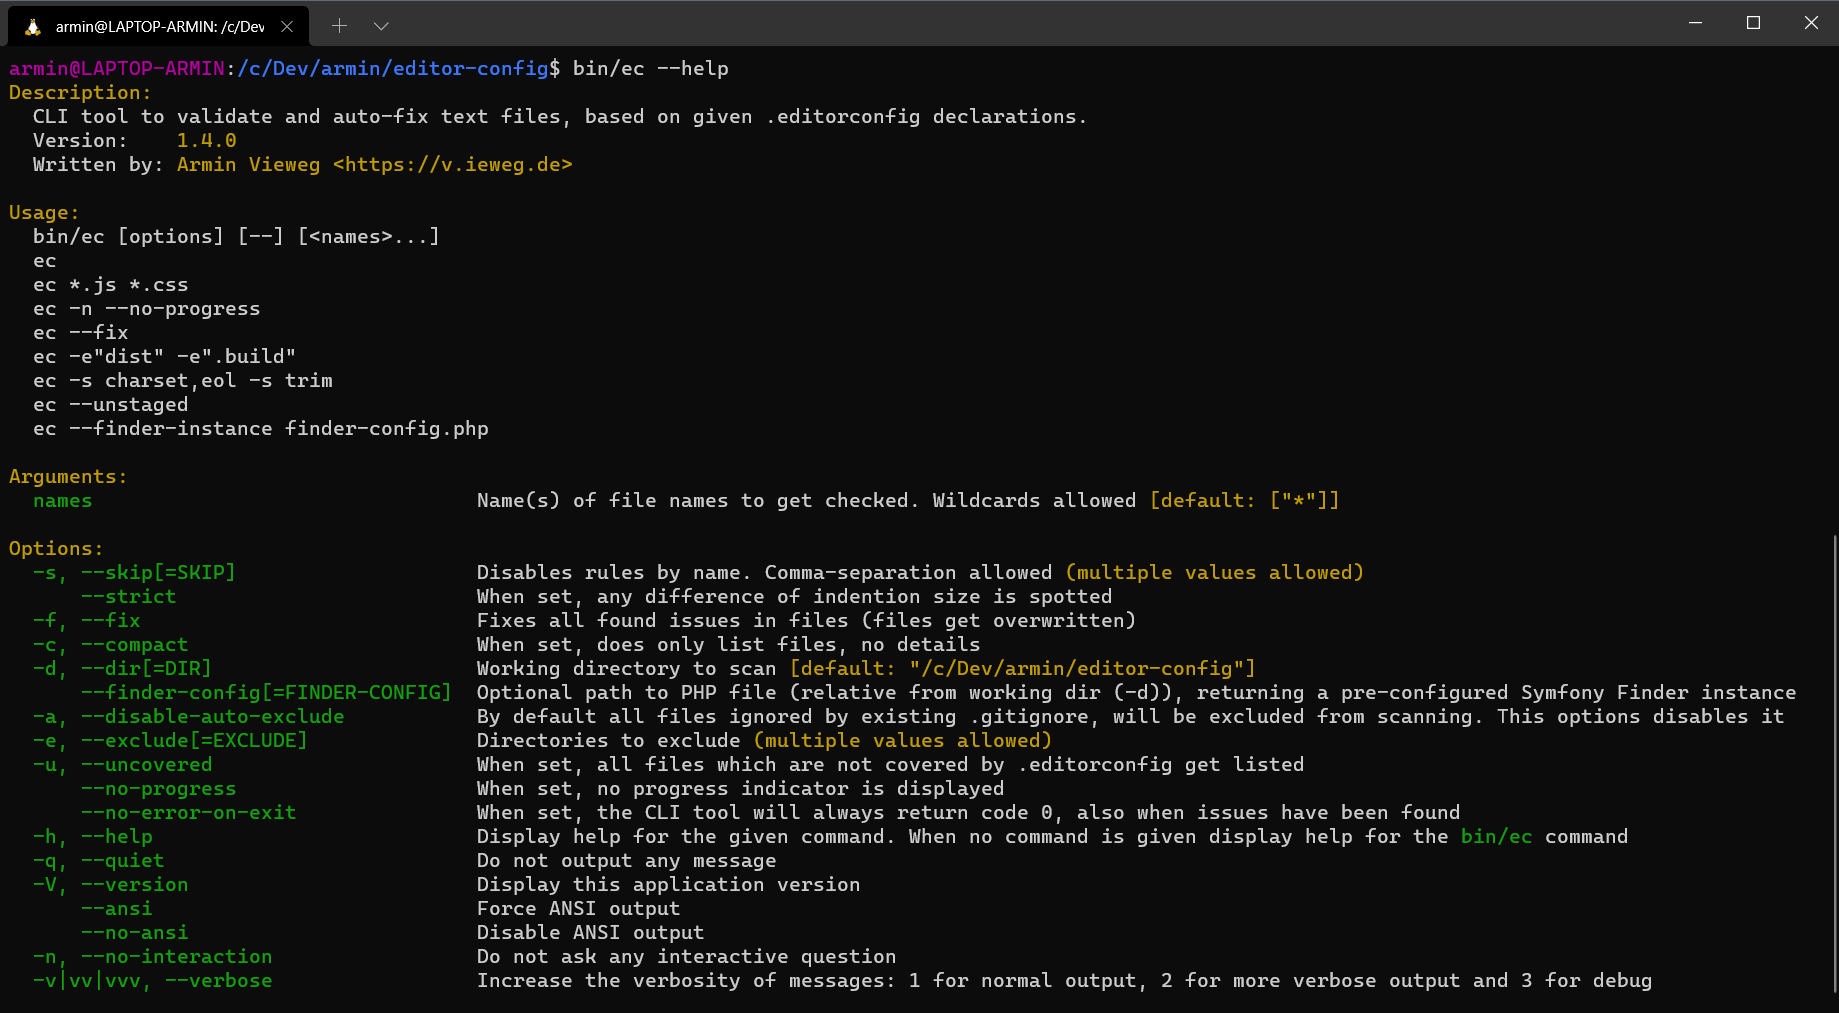 armin@LAPTOP-ARMIN: /c/Dev
armin@LAPTOP-ARMIN:/c/Dev/armin/editor-config$ bin/ec --help
Description:
  CLI tool to validate and auto-fix text files, based on given .editorconfig declarations.
  Version:    1.4.0
  Written by: Armin Vieweg <https://v.ieweg.de>

Usage:
  bin/ec [options] [--] [<names>...]
  ec
  ec *.js *.css
  ec -n --no-progress
  ec --fix
  ec -e"dist" -e".build"
  ec -s charset,eol -s trim
  ec --unstaged
  ec --finder-instance finder-config.php

Arguments:
  names                                Name(s) of file names to get checked. Wildcards allowed [default: ["*"]]

Options:
  -s, --skip[=SKIP]                    Disables rules by name. Comma-separation allowed (multiple values allowed)
      --strict                         When set, any difference of indention size is spotted
  -f, --fix                            Fixes all found issues in files (files get overwritten)
  -c, --compact                        When set, does only list files, no details
  -d, --dir[=DIR]                      Working directory to scan [default: "/c/Dev/armin/editor-config"]
      --finder-config[=FINDER-CONFIG]  Optional path to PHP file (relative from working dir (-d)), returning a pre-configured Symfony Finder instance
  -a, --disable-auto-exclude           By default all files ignored by existing .gitignore, will be excluded from scanning. This options disables it
  -e, --exclude[=EXCLUDE]              Directories to exclude (multiple values allowed)
  -u, --uncovered                      When set, all files which are not covered by .editorconfig get listed
      --no-progress                    When set, no progress indicator is displayed
      --no-error-on-exit               When set, the CLI tool will always return code 0, also when issues have been found
  -h, --help                           Display help for the given command. When no command is given display help for the bin/ec command
  -q, --quiet                          Do not output any message
  -V, --version                        Display this application version
      --ansi                           Force ANSI output
      --no-ansi                        Disable ANSI output
  -n, --no-interaction                 Do not ask any interactive question
  -v|vv|vvv, --verbose                 Increase the verbosity of messages: 1 for normal output, 2 for more verbose output and 3 for debug